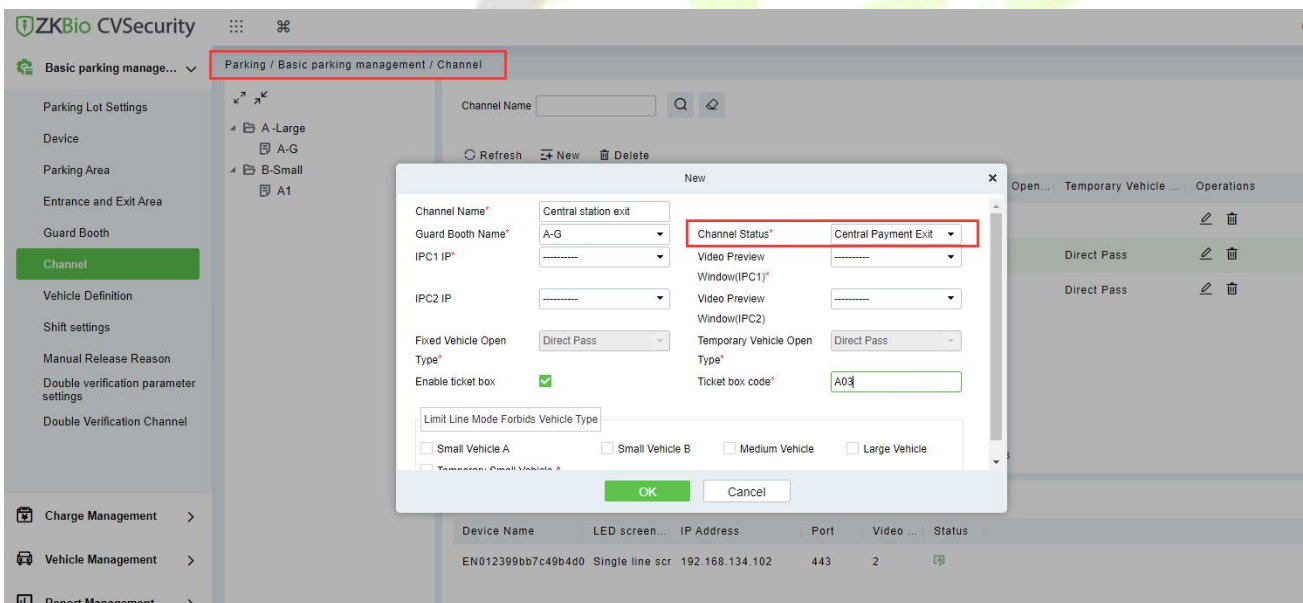 ZKBio CVSecurity
Basic parking manage...
Parking / Basic parking management / Channel
Parking Lot Settings
Device
Parking Area
Entrance and Exit Area
Guard Booth
Channel
Vehicle Definition
Shift settings
Manual Release Reason
Double verification parameter
settings
Double Verification Channel
Charge Management
Vehicle Management
Report Management
A -Large
A-G
B-Small
A1
Channel Name
Refresh New Delete
Open... Temporary Vehicle ... Operations
Direct Pass
Direct Pass
New
Channel Name* Central station exit
Guard Booth Name* A-G Channel Status* Central Payment Exit
IPC1 IP* ---------- Video Preview ----------
Window(IPC1)*
IPC2 IP ---------- Video Preview ----------
Window(IPC2)
Fixed Vehicle Open Direct Pass Temporary Vehicle Open Direct Pass
Type* Type*
Enable ticket box Ticket box code* A03
Limit Line Mode Forbids Vehicle Type
Small Vehicle A Small Vehicle B Medium Vehicle Large Vehicle
Temporary Small Vehicle A
OK Cancel
Device Name LED screen... IP Address Port Video ... Status
EN012399bb7c49b4d0 Single line scr 192.168.134.102 443 2